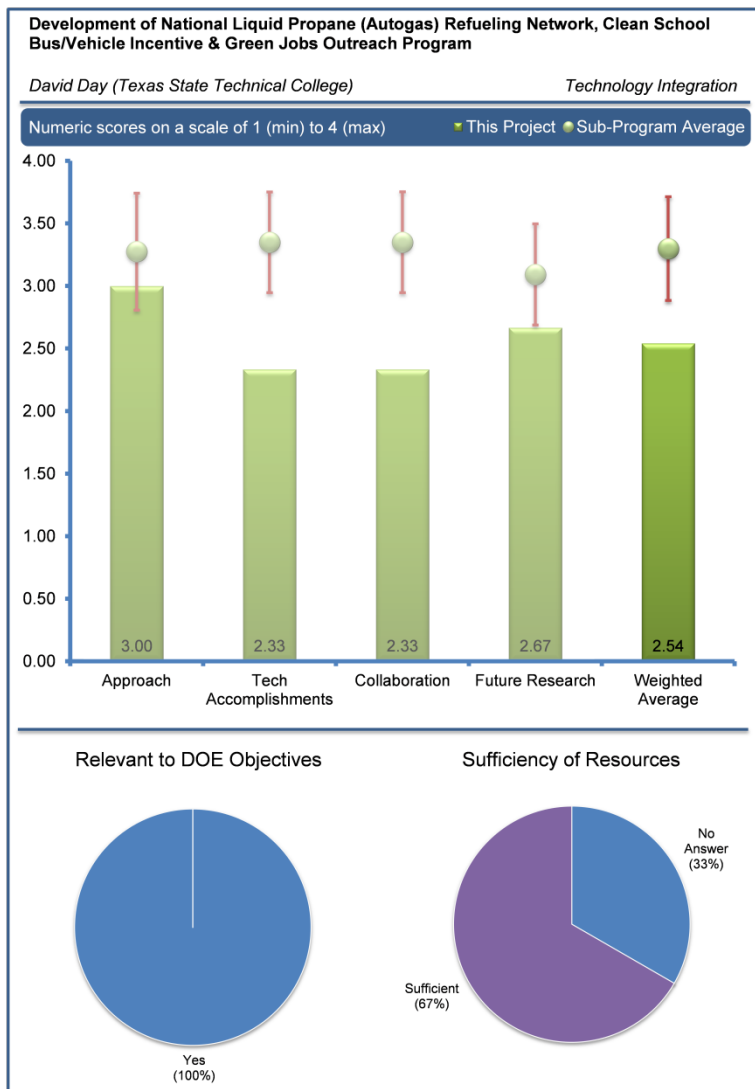 Development of National Liquid Propane (Autogas) Refueling Network, Clean School
Bus/Vehicle Incentive & Green Jobs Outreach Program
David Day (Texas State Technical College) Technology Integration
Numeric scores on a scale of 1 (min) to 4 (max) This Project Sub-Program Average
4.00
3.50
3.00
2.50
2.00
1.50
1.00
0.50
0.00
3.00 2.33 2.33 2.67 2.54
Approach Tech Accomplishments Collaboration Future Research Weighted Average
Relevant to DOE Objectives
Yes
(100%)
Sufficiency of Resources
No
Answer
(33%)
Sufficient
(67%)